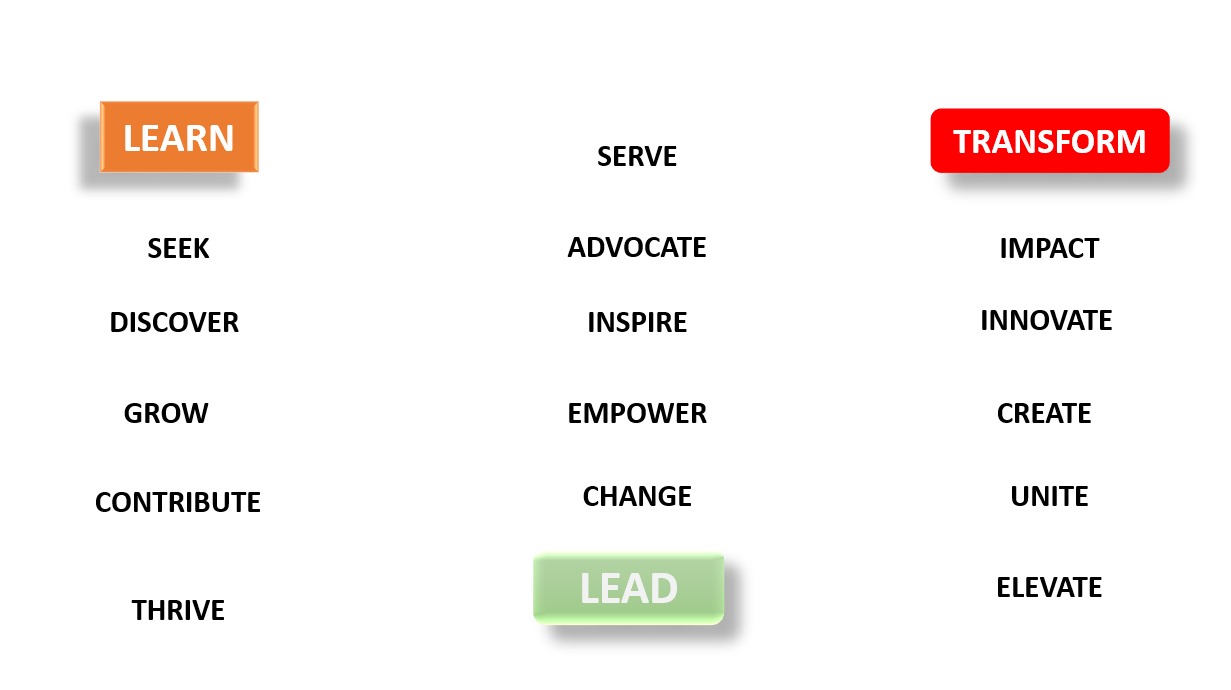 LEARN
SEEK
DISCOVER
GROW
CONTRIBUTE
THRIVE
SERVE
ADVOCATE
INSPIRE
EMPOWER
CHANGE
LEAD
TRANSFORM
IMPACT
INNOVATE
CREATE
UNITE
ELEVATE